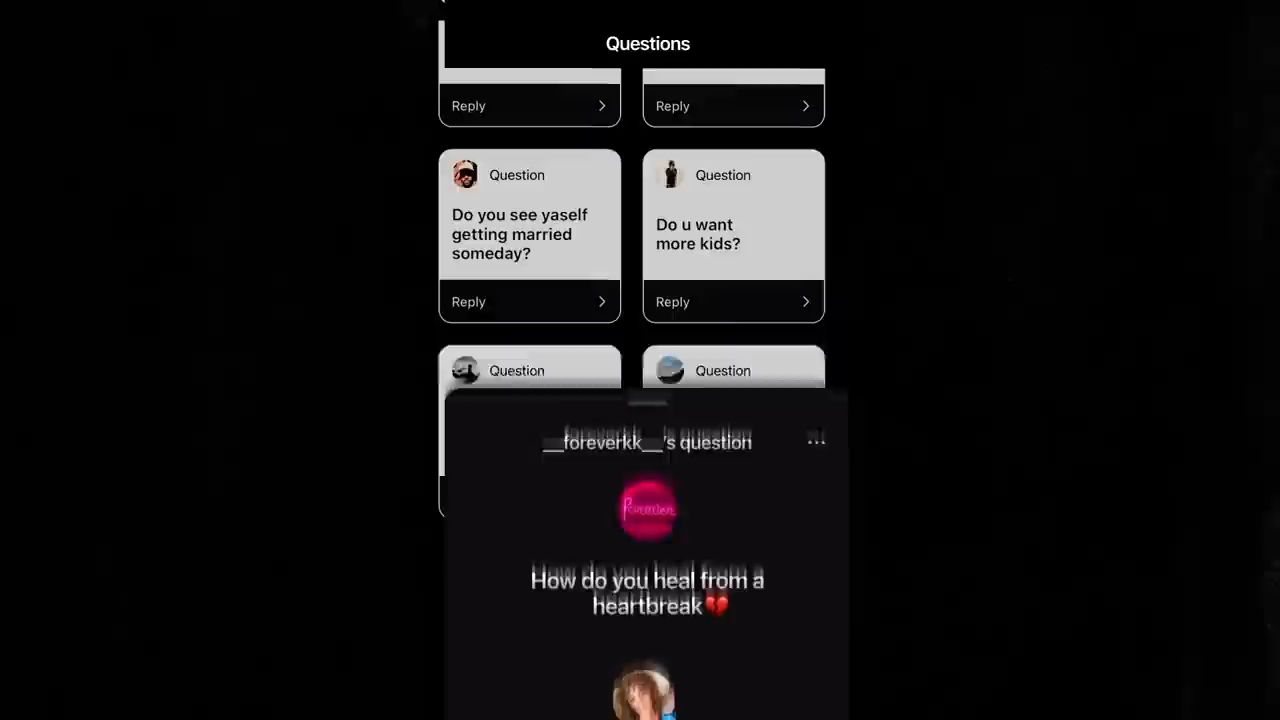 Questions
Reply
Reply
Question
Do you see yaself
getting married
someday?
Reply
Question
Do u want
more kids?
Reply
Question
Question
__foreverkk__'s question
How do you heal from a
heartbreak💔